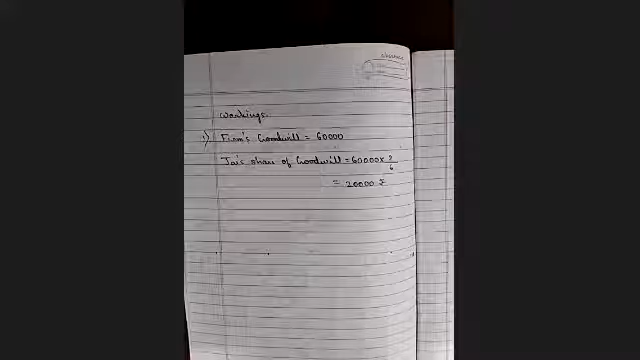 Workings.
1) Firm's Goodwill = 60000
Jai's share of Goodwill = 60000 × 2/6
= 20000 ₹